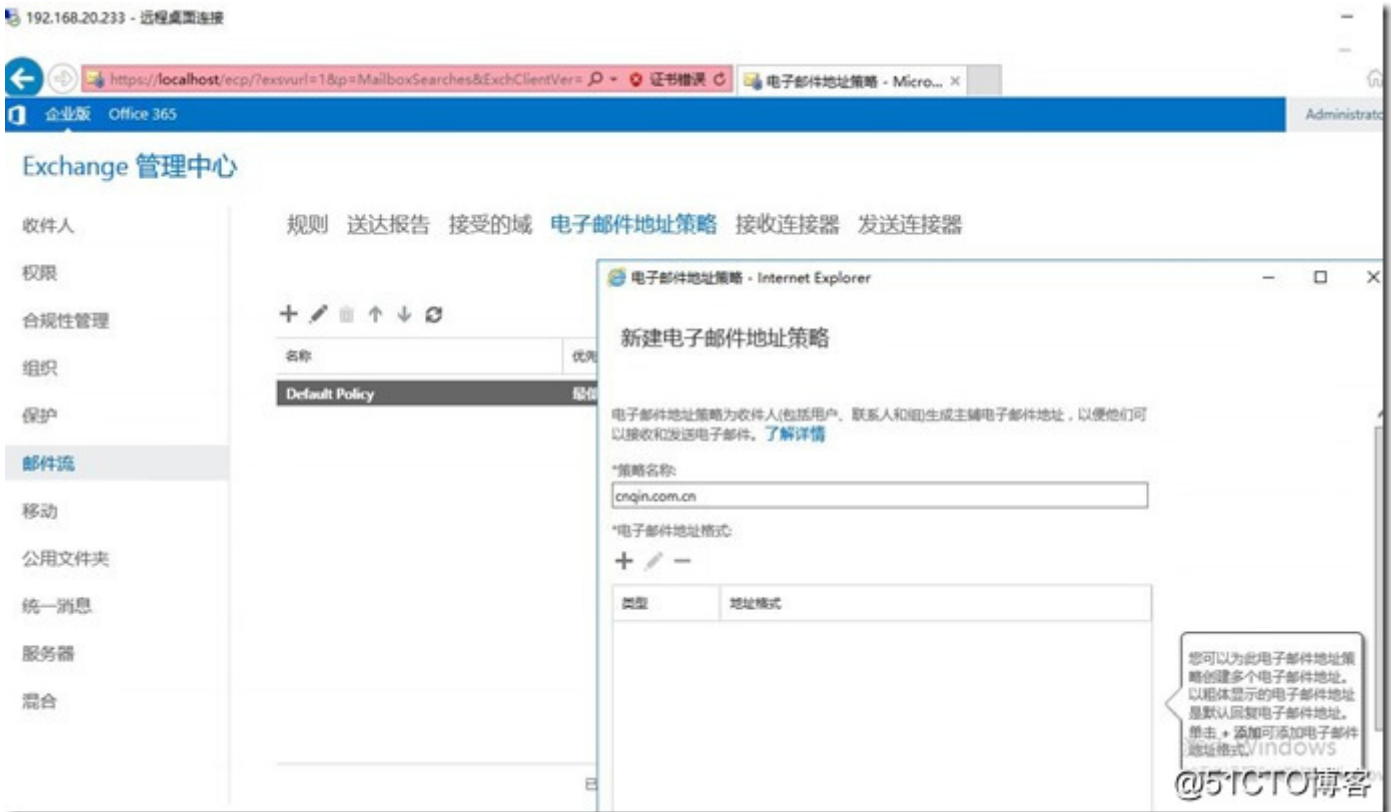 192.168.20.233 - 远程桌面连接
https://localhost/ecp/?exsvurl=1&p=MailboxSearches&ExchClientVer= 证书错误 电子邮件地址策略 - Micro...
企业版 Office 365
Exchange 管理中心
收件人
权限
合规性管理
组织
保护
邮件流
移动
公用文件夹
统一消息
服务器
混合
规则 送达报告 接受的域 电子邮件地址策略 接收连接器 发送连接器
名称
Default Policy
电子邮件地址策略 - Internet Explorer
新建电子邮件地址策略
电子邮件地址策略为收件人(包括用户、联系人和组)生成主辅电子邮件地址，以便他们可
以接收和发送电子邮件。了解详情
*策略名称:
cnqin.com.cn
*电子邮件地址格式:
类型 地址格式
您可以为此电子邮件地址策
略创建多个电子邮件地址。
以粗体显示的电子邮件地址
是默认回复电子邮件地址。
单击 + 添加可添加电子邮件
地址格式。
Windows
@51CTO博客